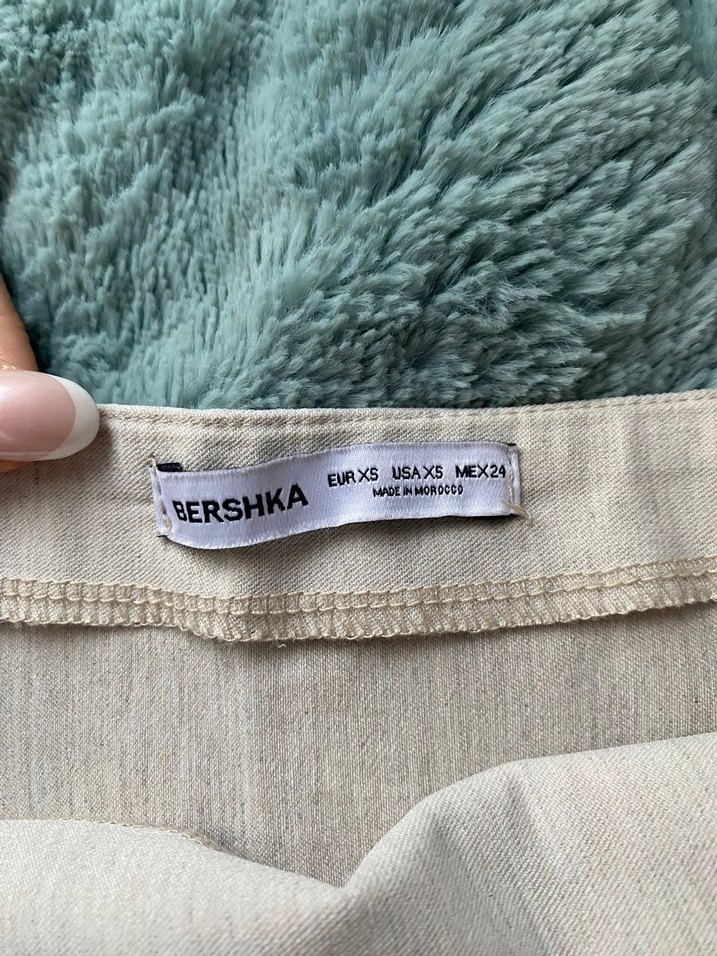 BERSHKA
EUR XS USA XS MEX 24
MADE IN MOROCCO